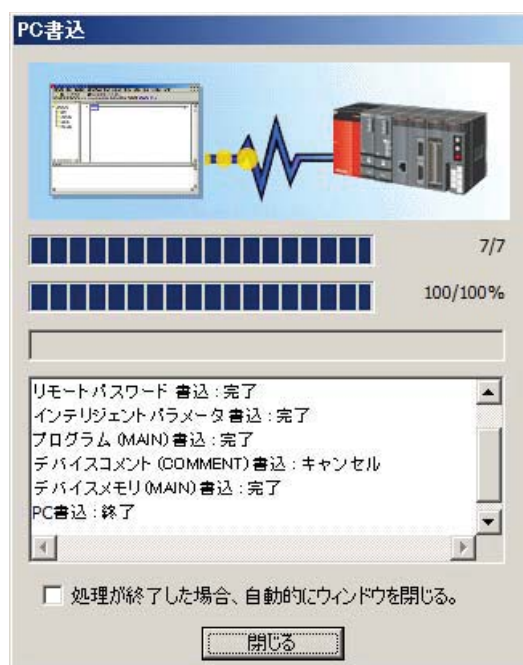 PC書込
7/7
100/100%
リモートパスワード 書込 : 完了
インテリジェントパラメータ 書込 : 完了
プログラム (MAIN) 書込 : 完了
デバイスコメント (COMMENT) 書込 : キャンセル
デバイスメモリ (MAIN) 書込 : 完了
PC書込 : 終了
処理が終了した場合、自動的にウィンドウを閉じる。
閉じる